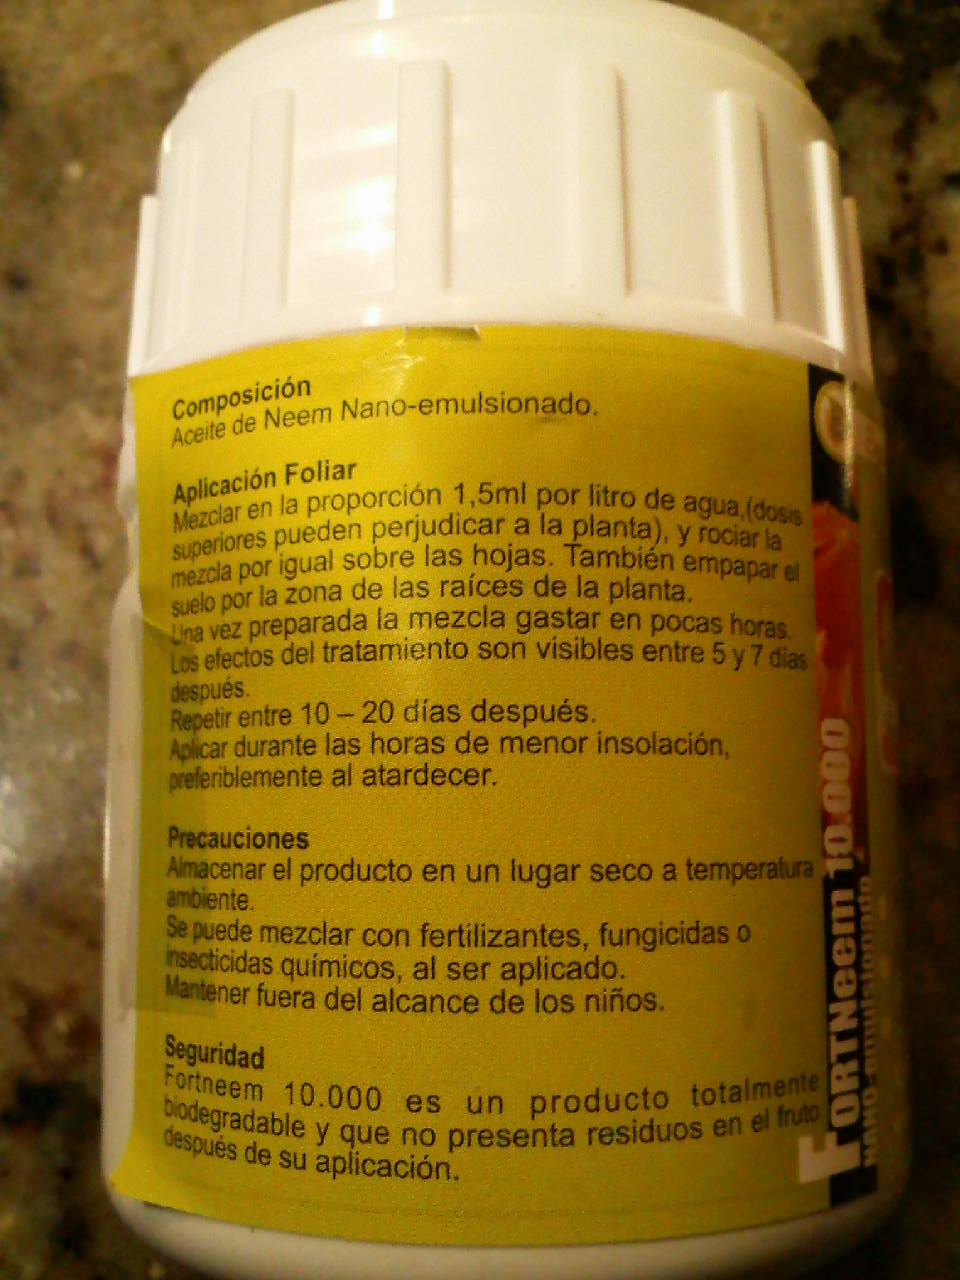 Composición
Aceite de Neem Nano-emulsionado.
Aplicación Foliar
Mezclar en la proporción 1,5ml por litro de agua,(dosis
superiores pueden perjudicar a la planta), y rociar la
mezcla por igual sobre las hojas. También empapar el
suelo por la zona de las raíces de la planta.
Una vez preparada la mezcla gastar en pocas horas.
Los efectos del tratamiento son visibles entre 5 y 7 días
después.
Repetir entre 10 – 20 días después.
Aplicar durante las horas de menor insolación,
preferiblemente al atardecer.
Precauciones
Almacenar el producto en un lugar seco a temperatura
ambiente.
Se puede mezclar con fertilizantes, fungicidas o
insecticidas químicos, al ser aplicado.
Mantener fuera del alcance de los niños.
Seguridad
Fortneem 10.000 es un producto totalmente
biodegradable y que no presenta residuos en el fruto
después de su aplicación.
FORTNeem 10.000
Nano-emulsionado